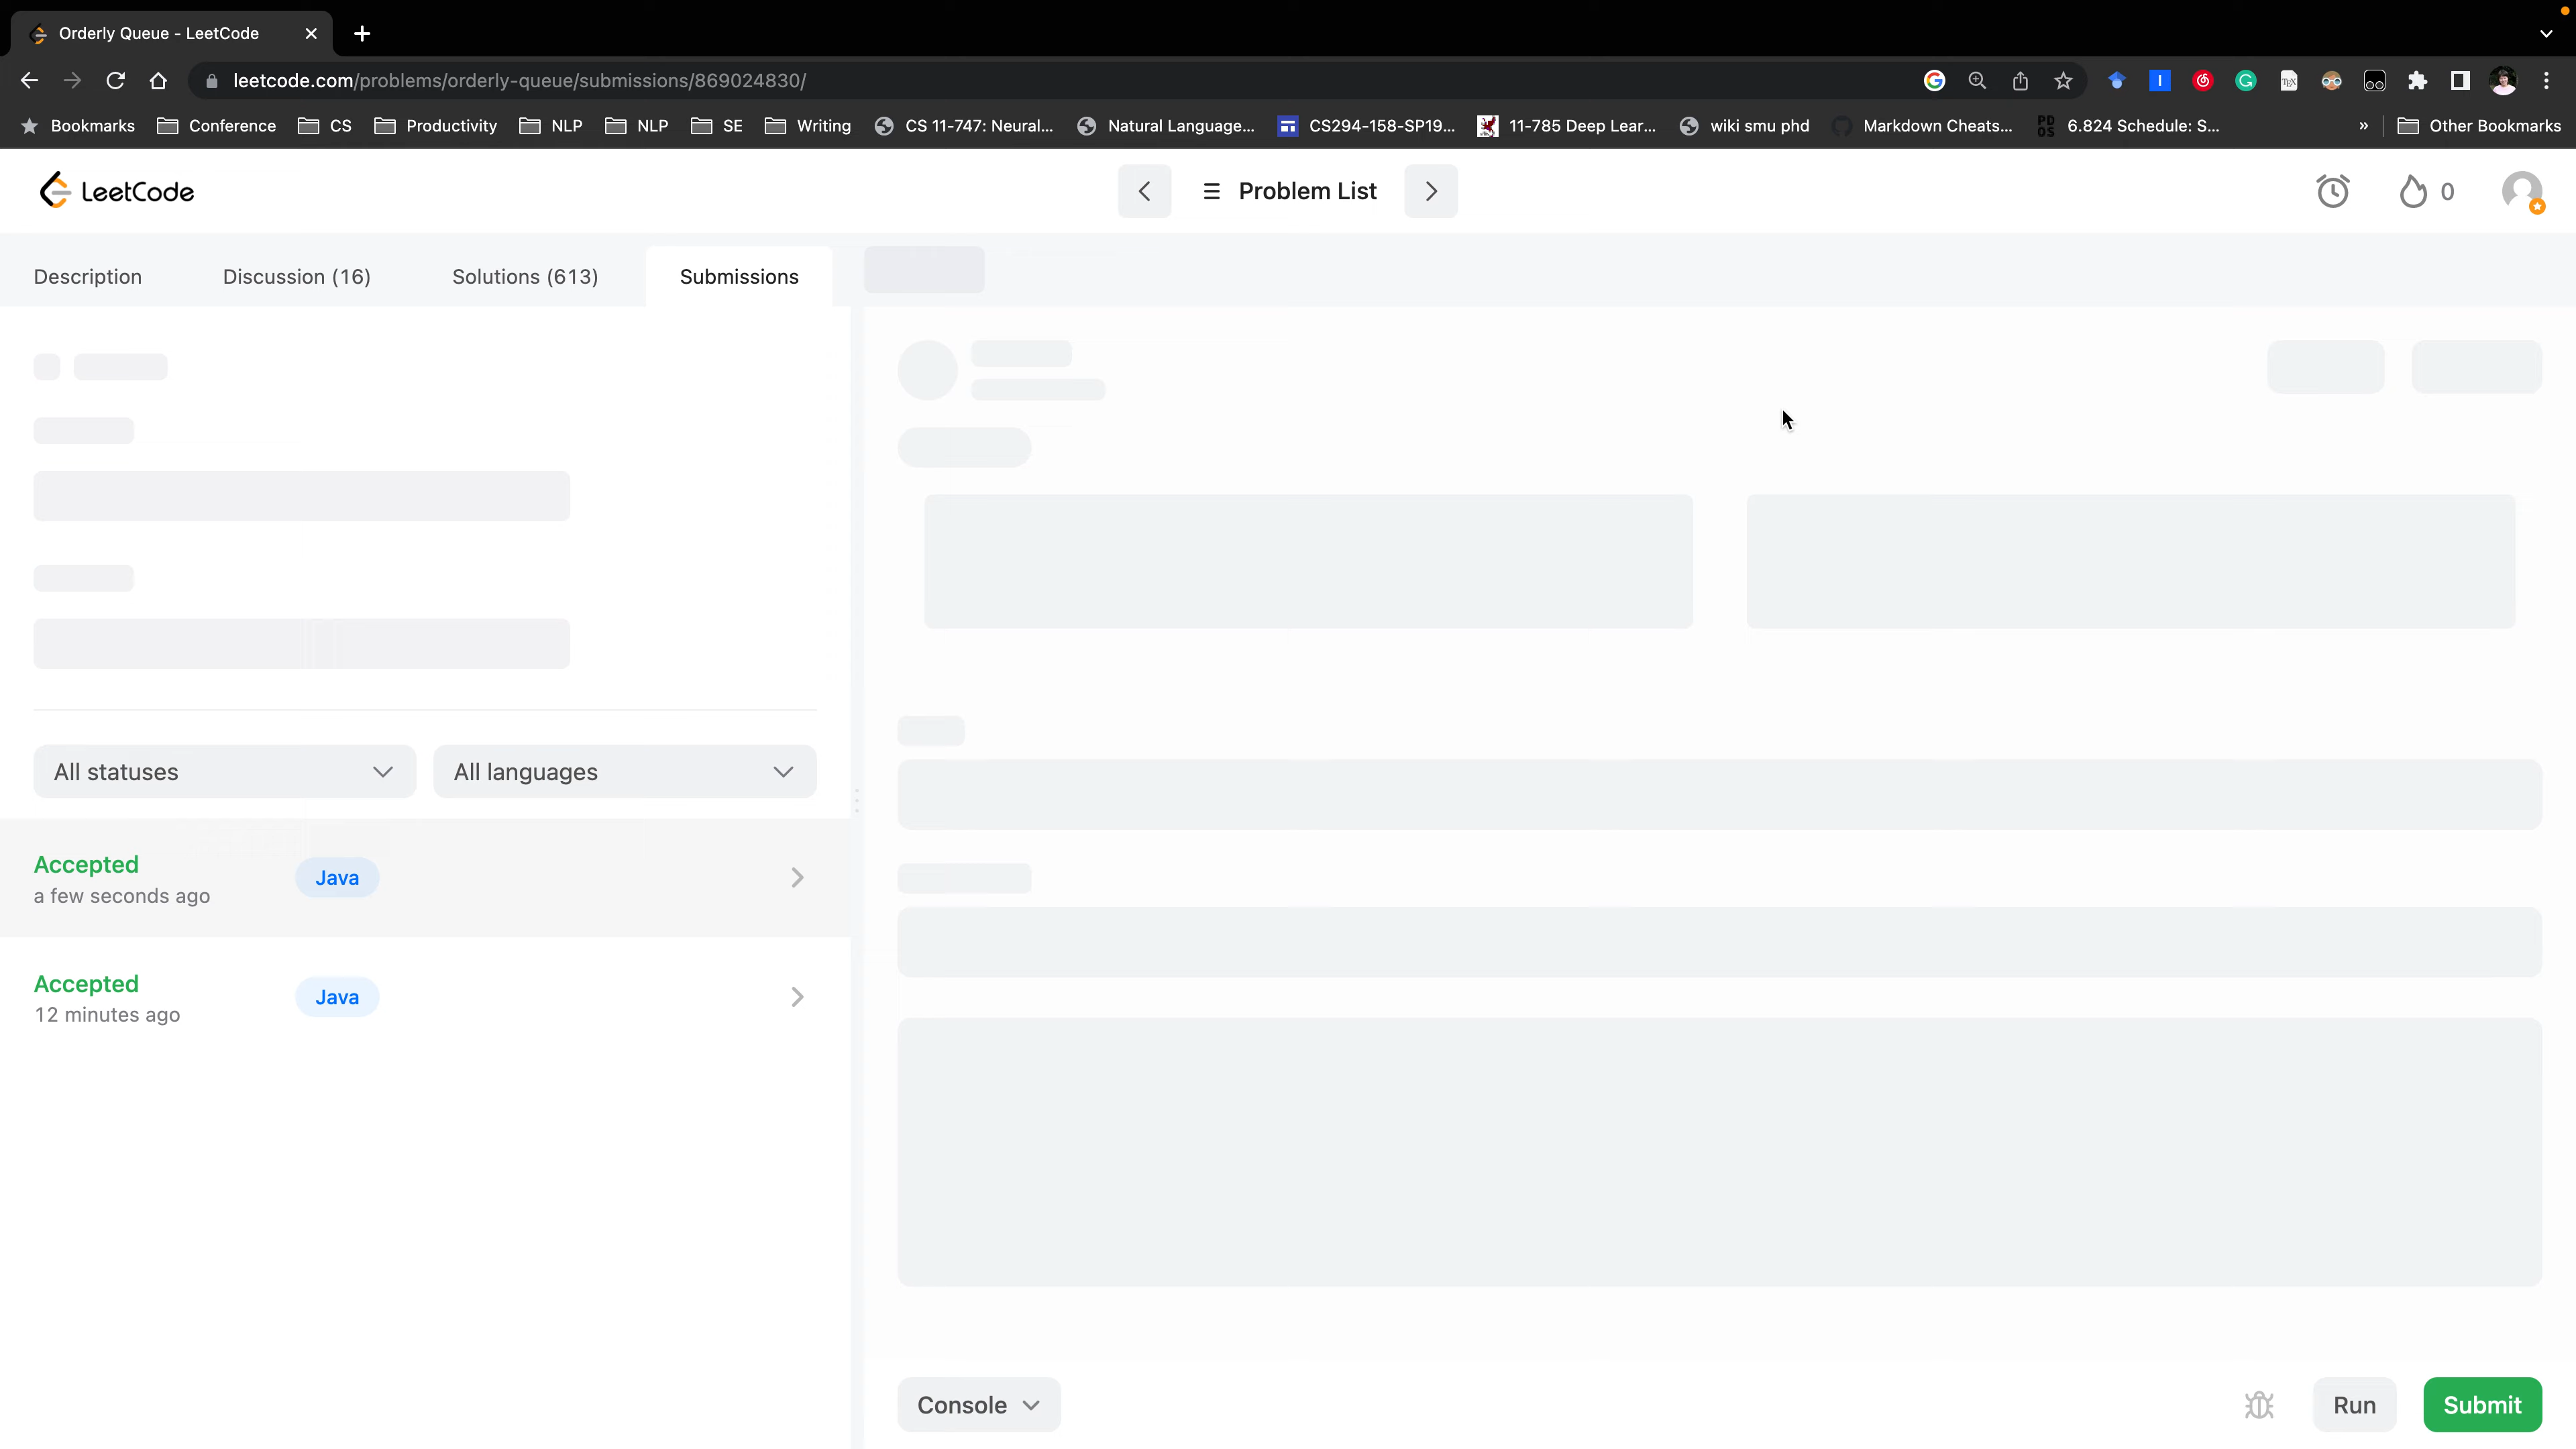 Orderly Queue - LeetCode
leetcode.com/problems/orderly-queue/submissions/869024830/
Bookmarks Conference CS Productivity NLP NLP SE Writing CS 11-747: Neural... Natural Language... CS294-158-SP19... 11-785 Deep Lear... wiki smu phd Markdown Cheats... PDOS 6.824 Schedule: S... » Other Bookmarks
LeetCode
Problem List
0
Description Discussion (16) Solutions (613) Submissions
All statuses All languages
Accepted
Java
a few seconds ago
Accepted
Java
12 minutes ago
Console
Run Submit